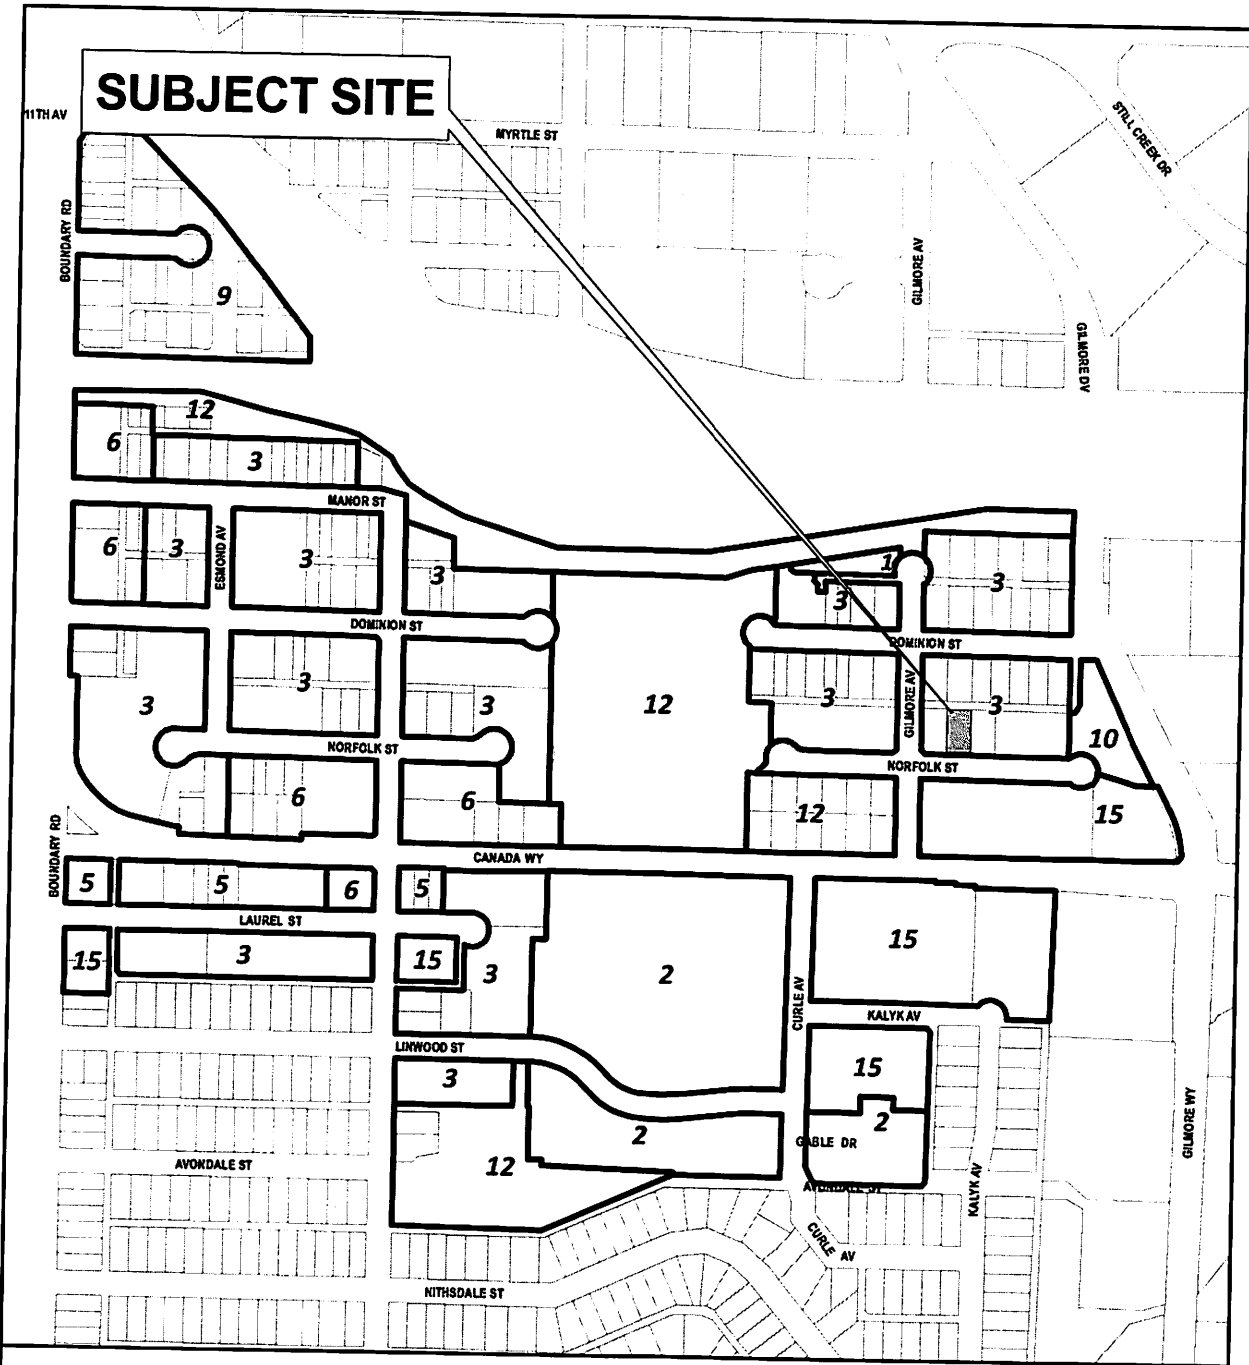 SUBJECT SITE
11TH AV
MYRTLE ST
STILL CREEK DR
BOUNDARY RD
GILMORE AV
9
GILMORE DV
12
6
3
MANOR ST
6
3
ESMOND AV
3
3
1
3
3
DOMINION ST
DOMINION ST
3
3
3
12
3
GILMORE AV
3
10
NORFOLK ST
NORFOLK ST
6
6
12
15
BOUNDARY RD
CANADA WY
5
5
6
5
LAUREL ST
15
3
15
3
2
CURLE AV
15
KALYK AV
LINWOOD ST
3
15
2
2
GABLE DR
GILMORE WY
AVONDALE ST
12
AVONDALE ST
KALYK AV
CURLE AV
NITHSDALE ST